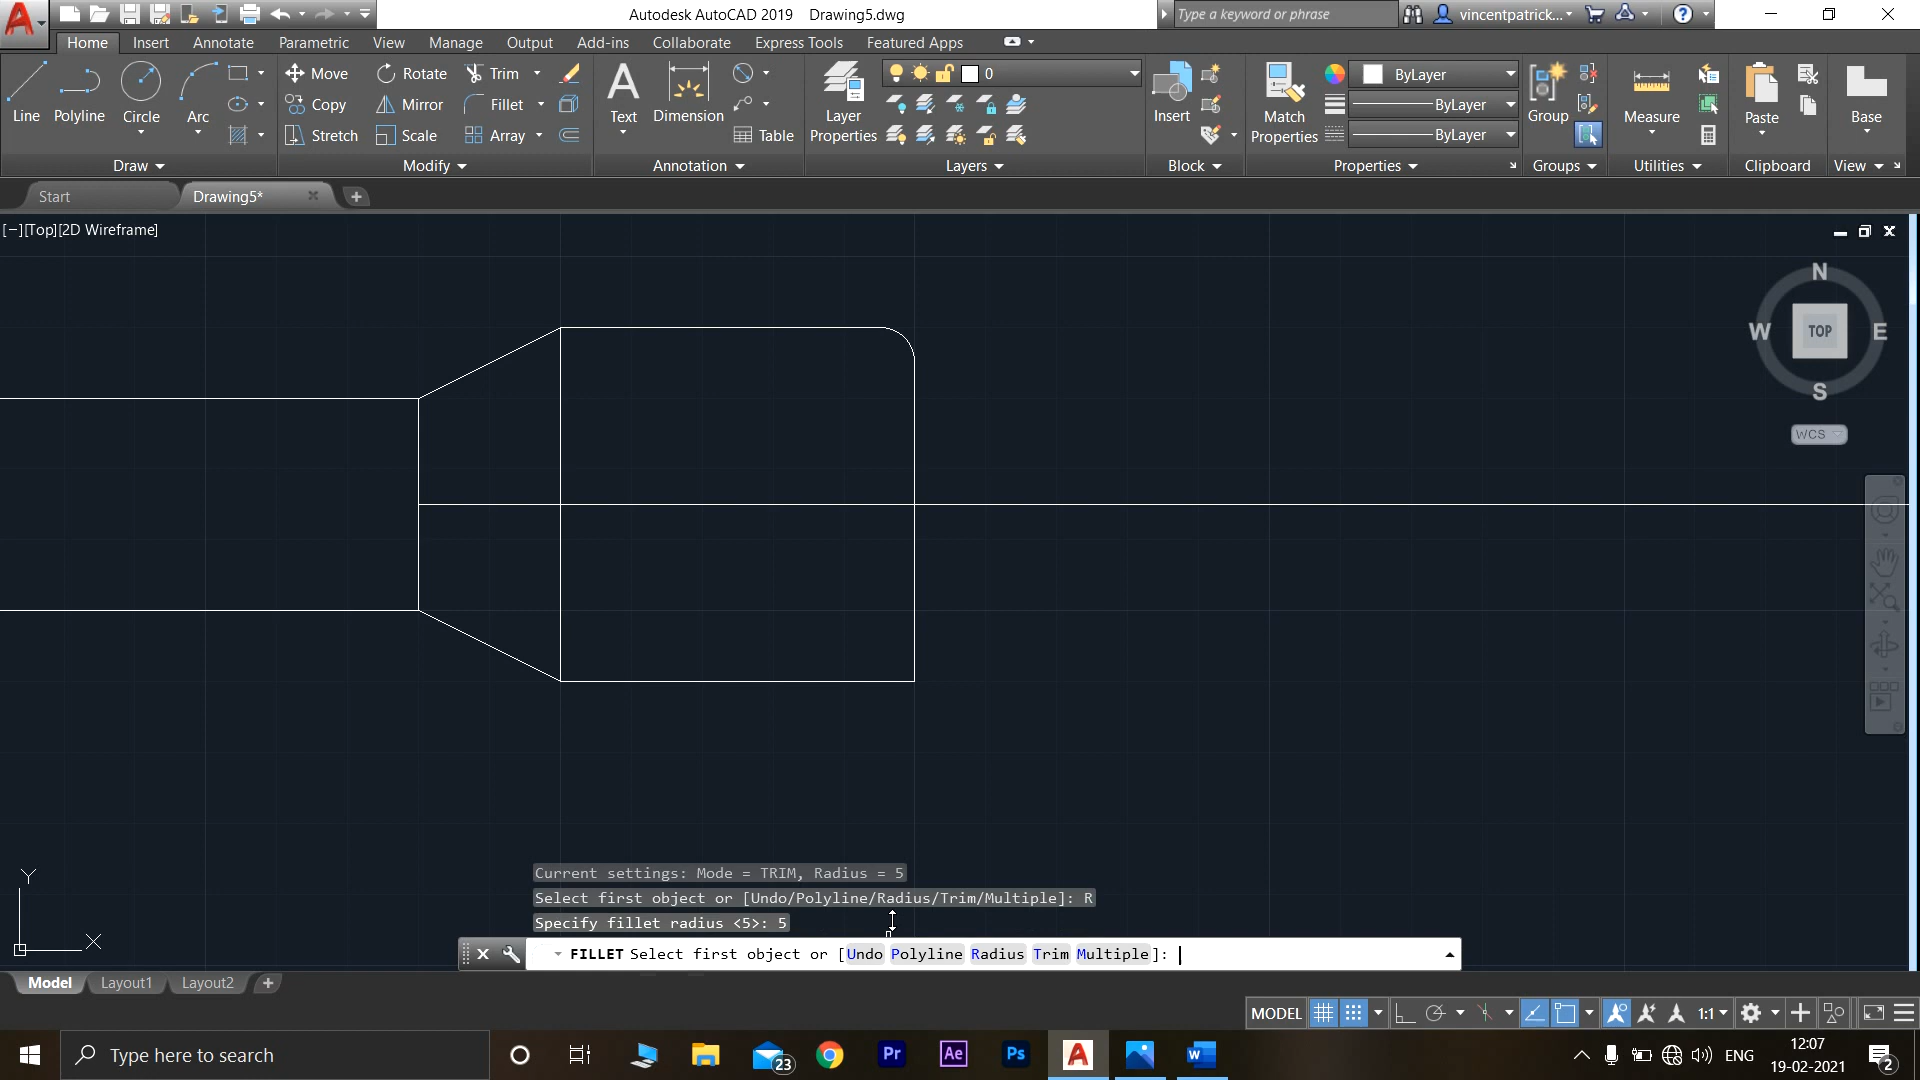 Autodesk AutoCAD 2019 Drawing5.dwg
Type a keyword or phrase
vincentpatrick...
Home Insert Annotate Parametric View Manage Output Add-ins Collaborate Express Tools Featured Apps
Line Polyline Circle Arc
Move Rotate Trim
Copy Mirror Fillet
Stretch Scale Array
Text Dimension Table
Layer Properties
0
Insert
Match Properties
ByLayer
ByLayer
ByLayer
Group
Measure
Paste
Base
Draw Modify Annotation Layers Block Properties Groups Utilities Clipboard View
Start Drawing5*
[−][Top][2D Wireframe]
N
W TOP E
S
WCS
Y
X
Current settings: Mode = TRIM, Radius = 5
Select first object or [Undo/Polyline/Radius/Trim/Multiple]: R
Specify fillet radius <5>: 5
FILLET Select first object or [Undo Polyline Radius Trim Multiple]:
Model Layout1 Layout2
MODEL 1:1
Type here to search
23
Pr Ae Ps
ENG
12:07
19-02-2021
2